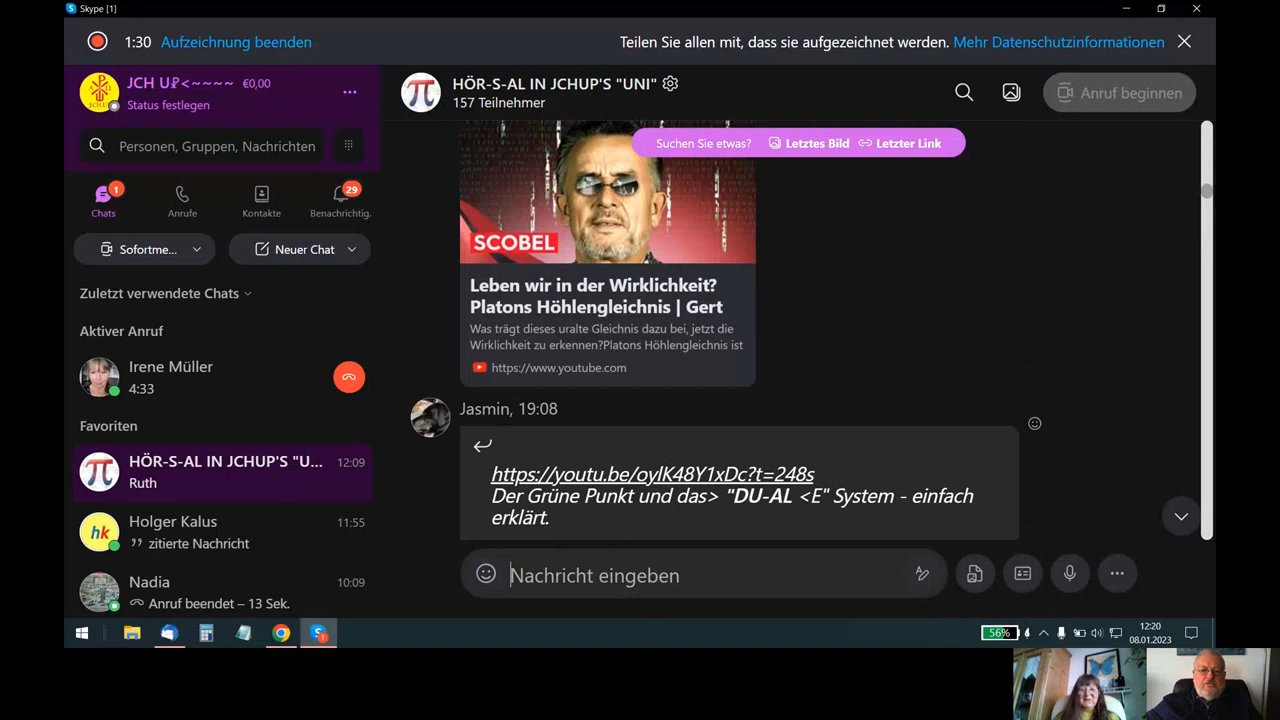 Skype [1]
1:30 Aufzeichnung beenden
Teilen Sie allen mit, dass sie aufgezeichnet werden. Mehr Datenschutzinformationen
JCH U₽<~~~~ €0,00
Status festlegen
Personen, Gruppen, Nachrichten
1
29
Chats
Anrufe
Kontakte
Benachrichtig.
Sofortme...
Neuer Chat
Zuletzt verwendete Chats
Aktiver Anruf
Irene Müller
4:33
Favoriten
HÖR-S-AL IN JCHUP'S "U... 12:09
Ruth
Holger Kalus 11:55
zitierte Nachricht
Nadia 10:09
Anruf beendet – 13 Sek.
HÖR-S-AL IN JCHUP'S "UNI"
157 Teilnehmer
Anruf beginnen
Suchen Sie etwas? Letztes Bild Letzter Link
SCOBEL
Leben wir in der Wirklichkeit?
Platons Höhlengleichnis | Gert
Was trägt dieses uralte Gleichnis dazu bei, jetzt die
Wirklichkeit zu erkennen?Platons Höhlengleichnis ist
https://www.youtube.com
Jasmin, 19:08
https://youtu.be/oylK48Y1xDc?t=248s
Der Grüne Punkt und das> "DU-AL <E" System - einfach
erklärt.
Nachricht eingeben
56%
12:20
08.01.2023